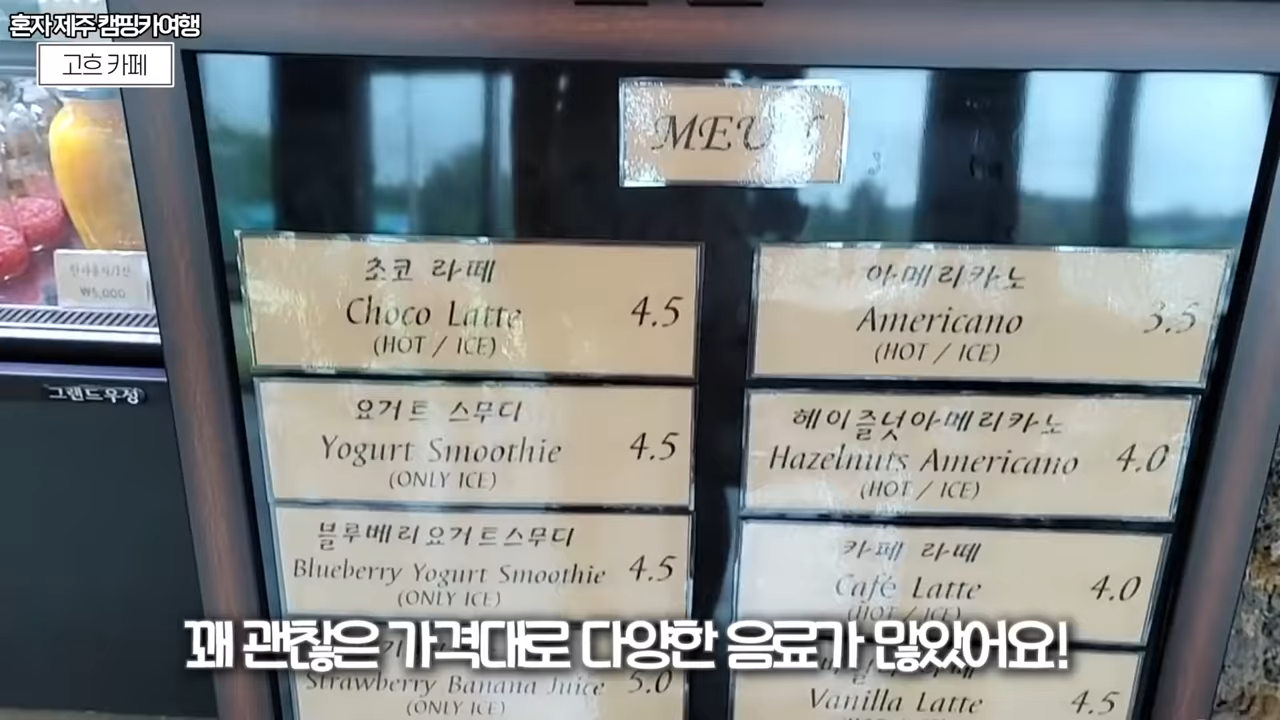 혼자 제주 캠핑카여행
고흐 카페
MEU
초코 라떼
Choco Latte 4.5
(HOT / ICE)
요거트 스무디
Yogurt Smoothie 4.5
(ONLY ICE)
블루베리요거트스무디
Blueberry Yogurt Smoothie 4.5
(ONLY ICE)
Strawberry Banana Juice 5.0
(ONLY ICE)
아메리카노
Americano 3.5
(HOT / ICE)
헤이즐넛아메리카노
Hazelnuts Americano 4.0
(HOT / ICE)
카페 라떼
Café Latte 4.0
(HOT / ICE)
Vanilla Latte 4.5
₩5,000
그랜드우성
꽤 괜찮은 가격대로 다양한 음료가 많았어요!